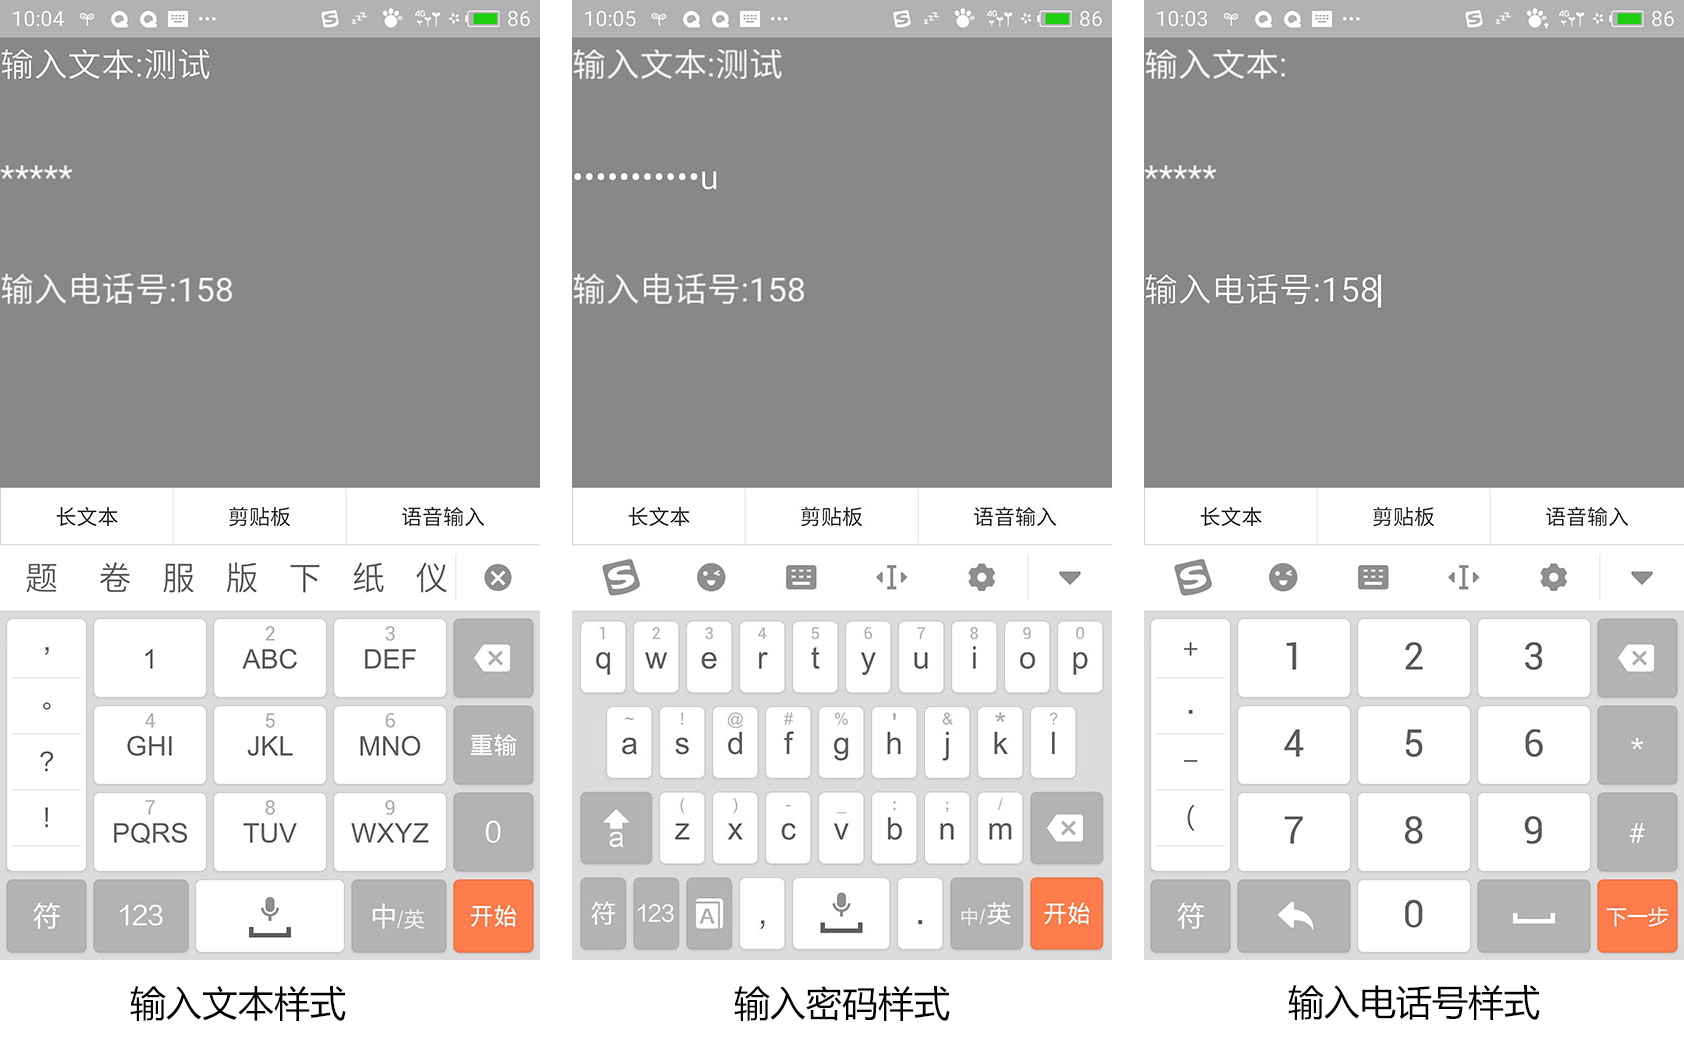 10:04
86
输入文本:测试
*****
输入电话号:158
长文本 剪贴板 语音输入
题 卷 服 版 下 纸 仪
, 1 2 ABC 3 DEF
。
4 GHI 5 JKL 6 MNO 重输
?
! 7 PQRS 8 TUV 9 WXYZ 0
符 123 中/英 开始
输入文本样式
10:05
86
输入文本:测试
•••••••••••u
输入电话号:158
长文本 剪贴板 语音输入
1 2 3 4 5 6 7 8 9 0
q w e r t y u i o p
~ ! @ # % ' & * ?
a s d f g h j k l
( ) - _ : ; /
a z x c v b n m
符 123 A , . 中/英 开始
输入密码样式
10:03
86
输入文本:
*****
输入电话号:158
长文本 剪贴板 语音输入
+ 1 2 3
.
4 5 6 *
–
( 7 8 9 #
符 0 下一步
输入电话号样式